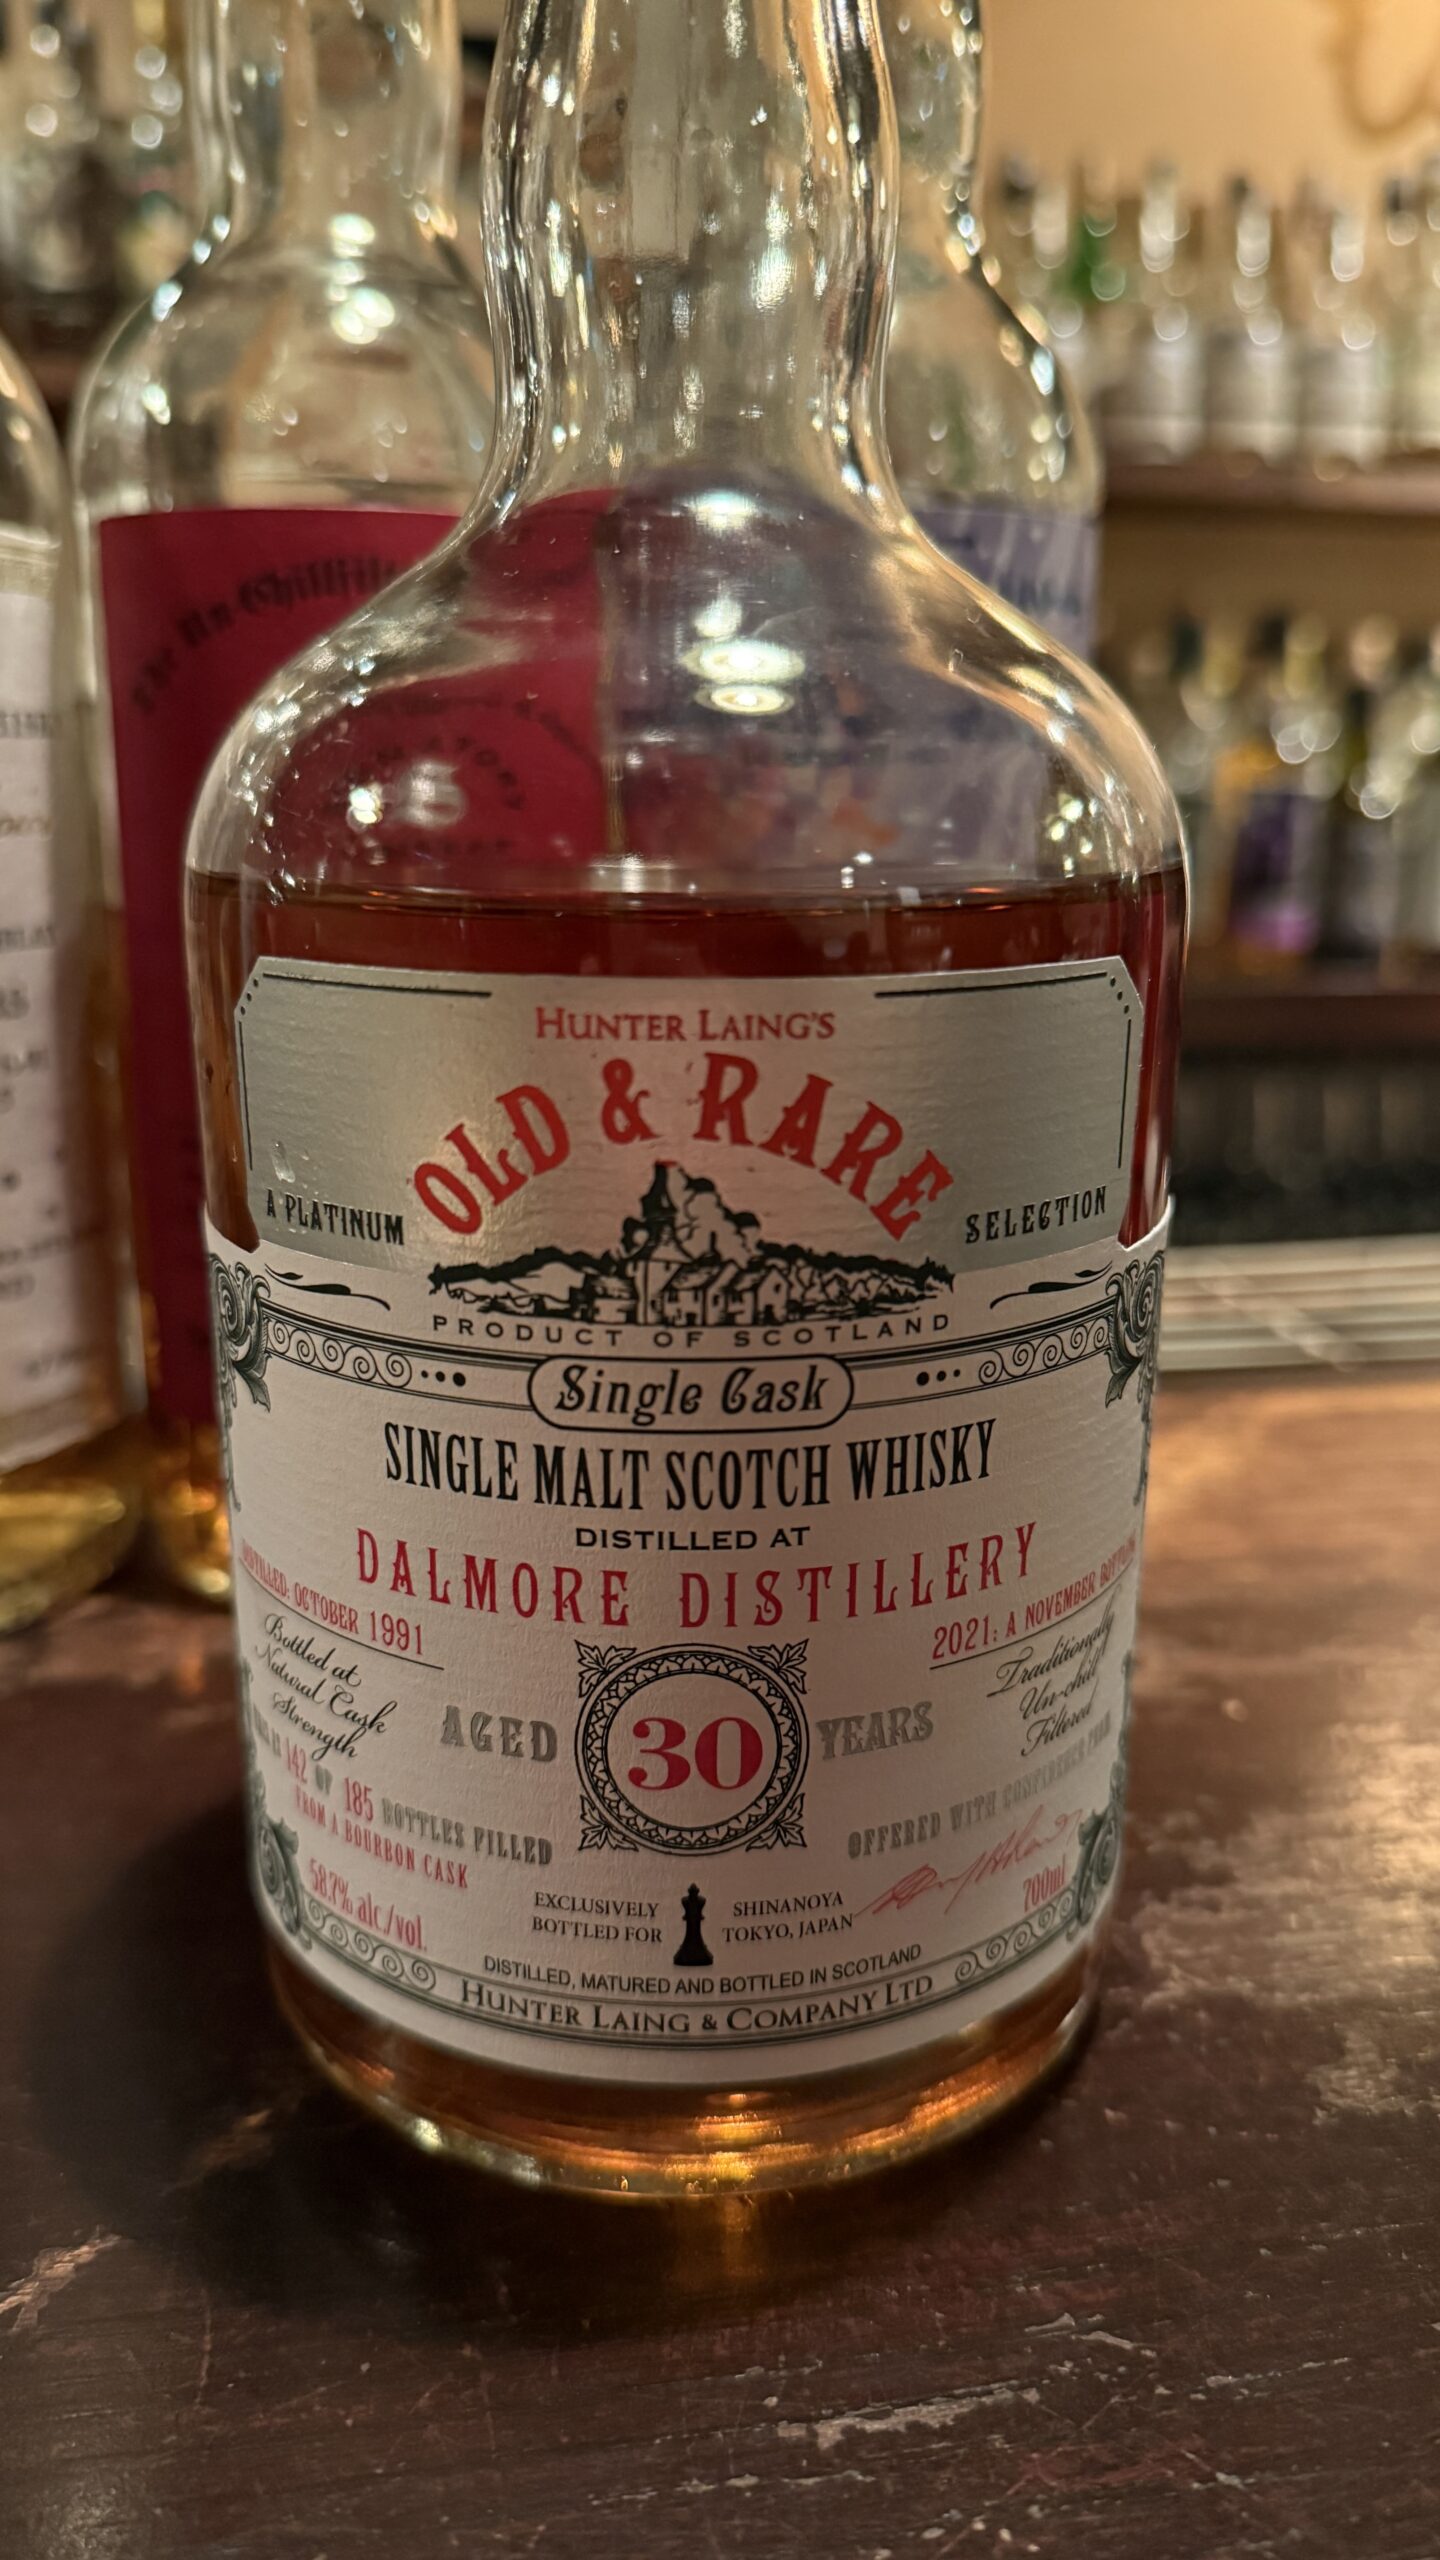 HUNTER LAING'S
OLD & RARE
A PLATINUM
SELECTION
PRODUCT OF SCOTLAND
Single Cask
SINGLE MALT SCOTCH WHISKY
DISTILLED AT
DALMORE DISTILLERY
DISTILLED: OCTOBER 1991
2021: A NOVEMBER
Bottled at
Natural Cask
Strength
Traditionally
Un-chill
Filtered
AGED 30 YEARS
142 OF 185 BOTTLES FILLED
FROM A BOURBON CASK
58.7% alc./vol.
OFFERED WITH CONFIDENCE FROM
700ml
EXCLUSIVELY
BOTTLED FOR
SHINANOYA
TOKYO, JAPAN
DISTILLED, MATURED AND BOTTLED IN SCOTLAND
HUNTER LAING & COMPANY LTD